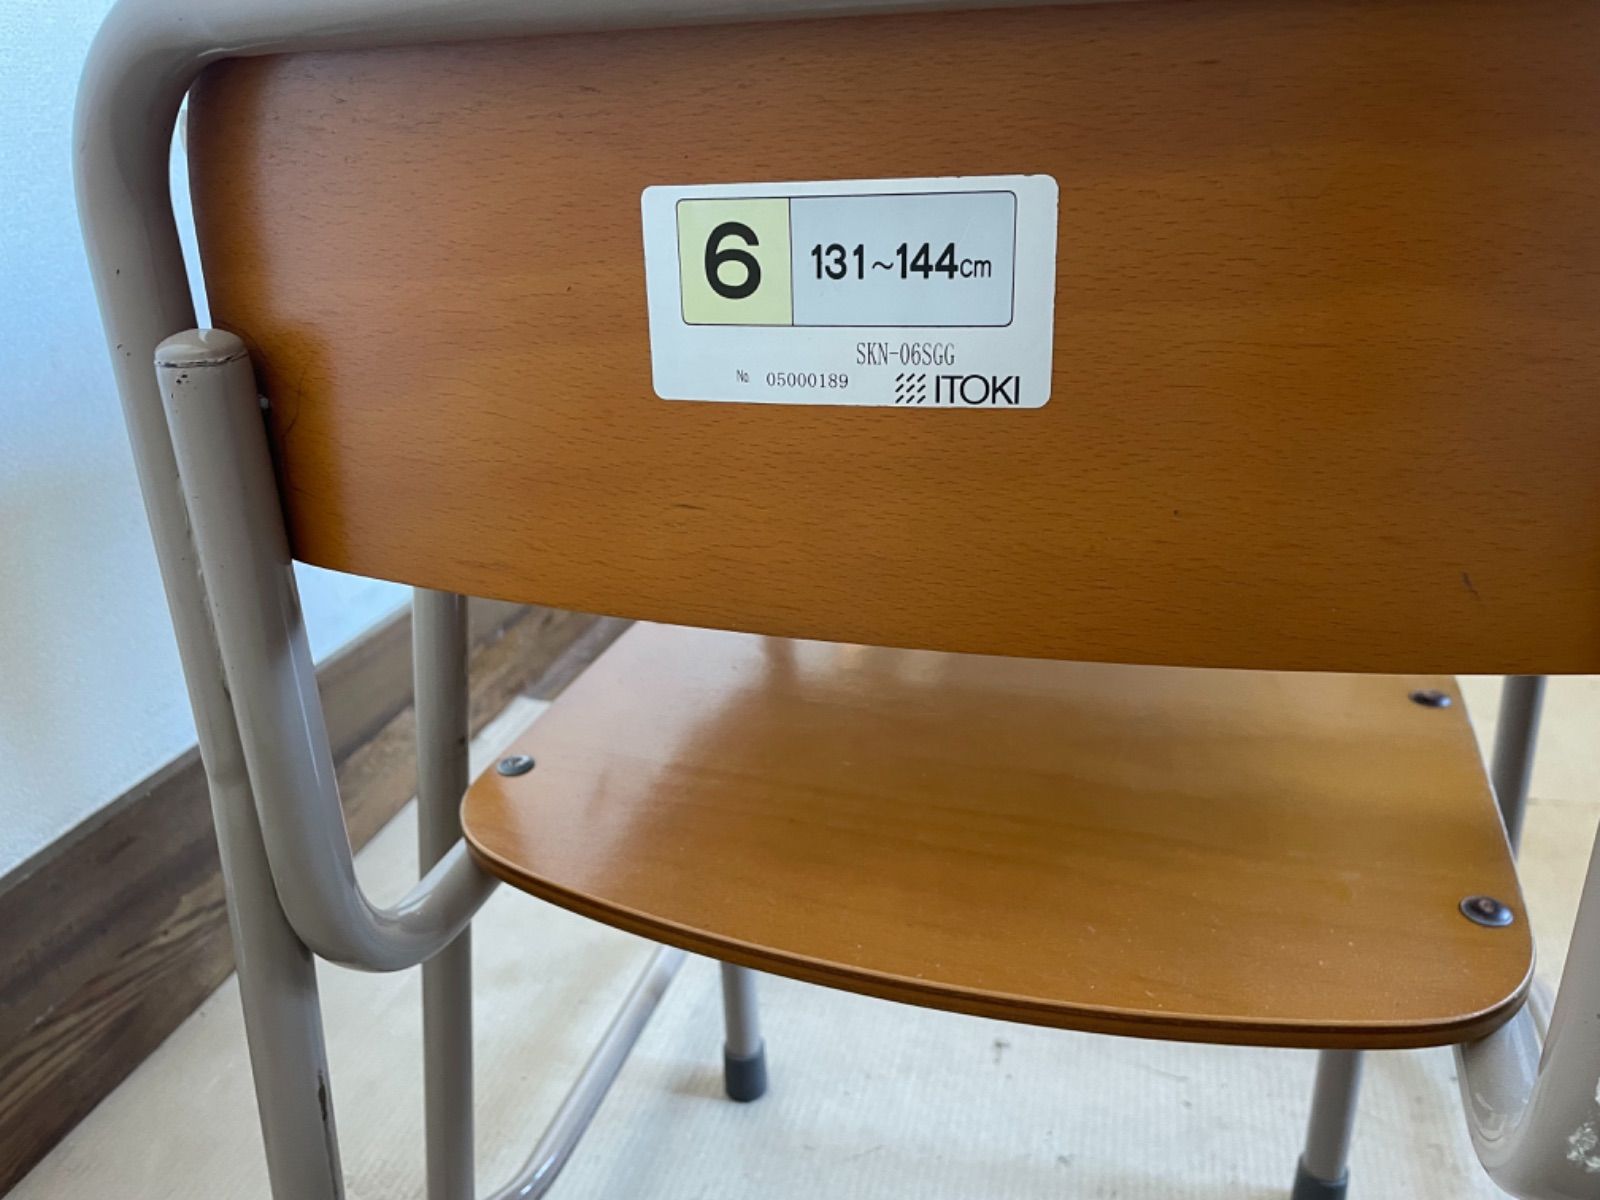 6 131~144cm
SKN-06SGG
№ 05000189 ITOKI